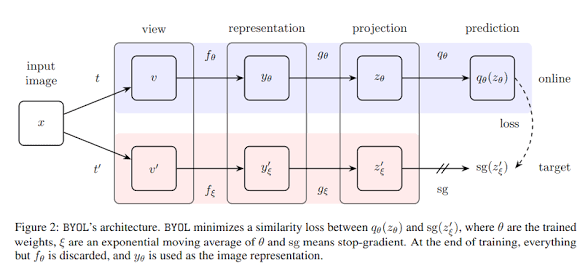 view representation projection prediction
input image
t
f_θ
g_θ
q_θ
v
y_θ
z_θ
q_θ(z_θ)
online
x
loss
t′
v′
y′_ξ
z′_ξ
sg(z′_ξ)
target
f_ξ
g_ξ
sg
Figure 2: BYOL's architecture. BYOL minimizes a similarity loss between q_θ(z_θ) and sg(z′_ξ), where θ are the trained
weights, ξ are an exponential moving average of θ and sg means stop-gradient. At the end of training, everything
but f_θ is discarded, and y_θ is used as the image representation.